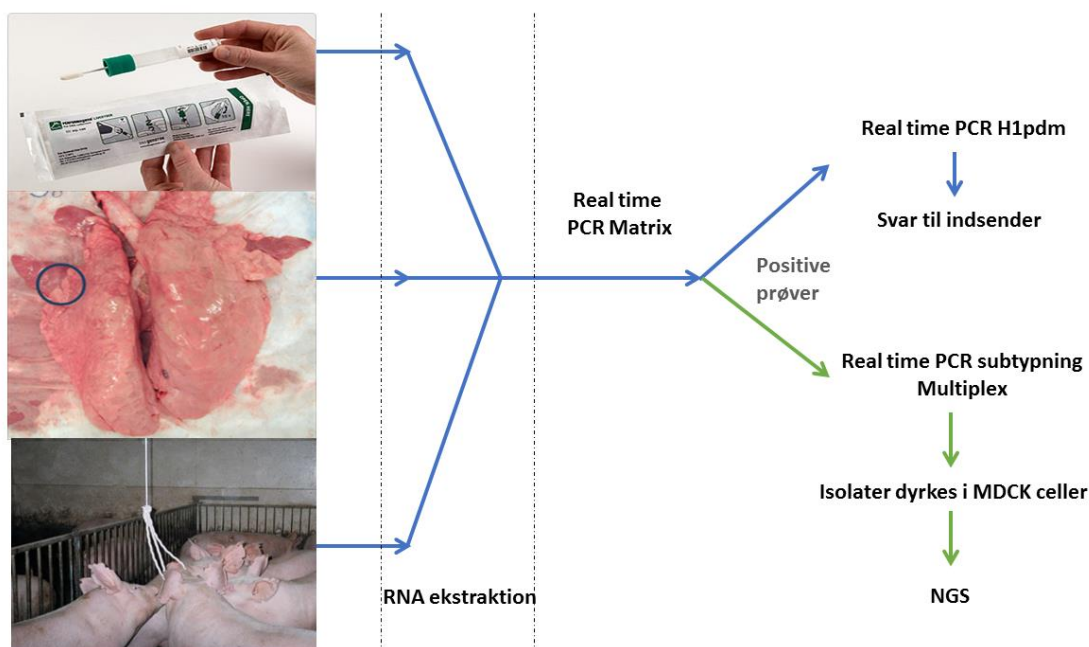 Real time
PCR Matrix
RNA ekstraktion
Positive
prøver
Real time PCR H1pdm
Svar til indsender
Real time PCR subtypning
Multiplex
Isolater dyrkes i MDCK celler
NGS